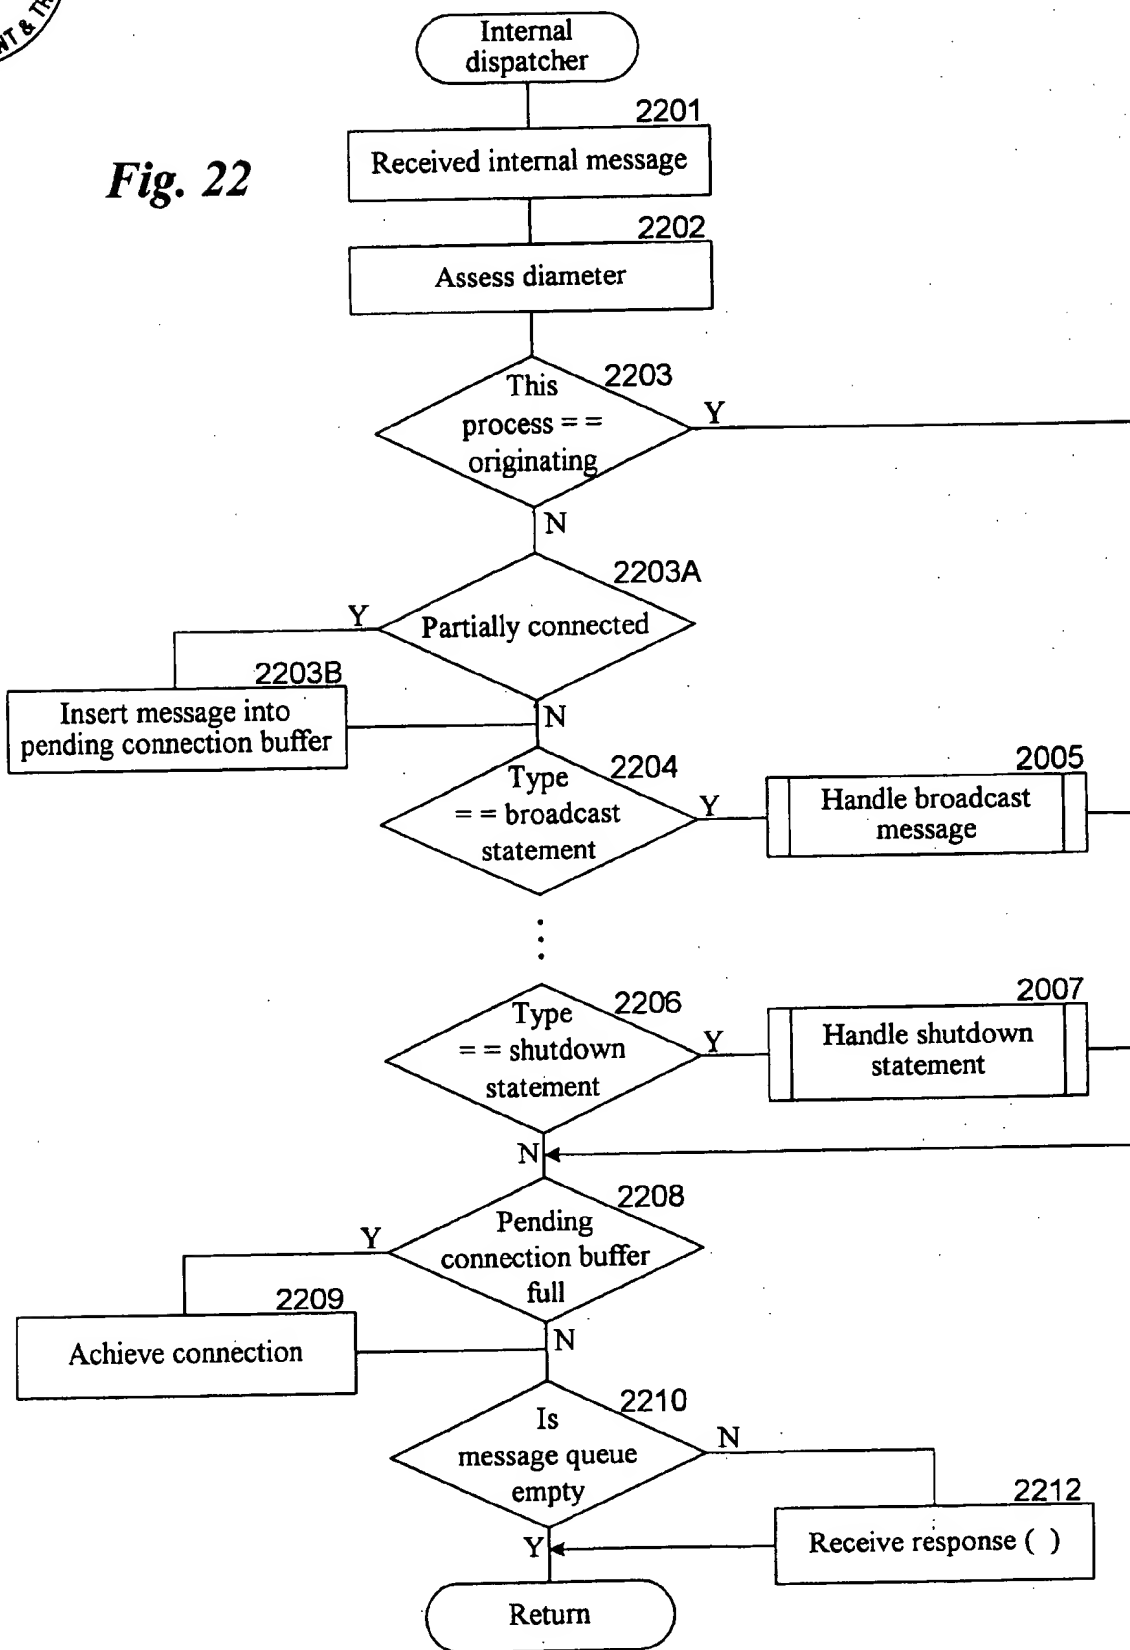 NT & TR
Internal
dispatcher
2201
Received internal message
Fig. 22
2202
Assess diameter
2203
This
process = =
originating
Y
N
2203A
Partially connected
Y
2203B
Insert message into
pending connection buffer
N
2204
Type
= = broadcast
statement
Y
2005
Handle broadcast
message
2206
Type
= = shutdown
statement
Y
2007
Handle shutdown
statement
N
2208
Pending
connection buffer
full
Y
2209
Achieve connection
N
2210
Is
message queue
empty
N
2212
Receive response ( )
Y
Return